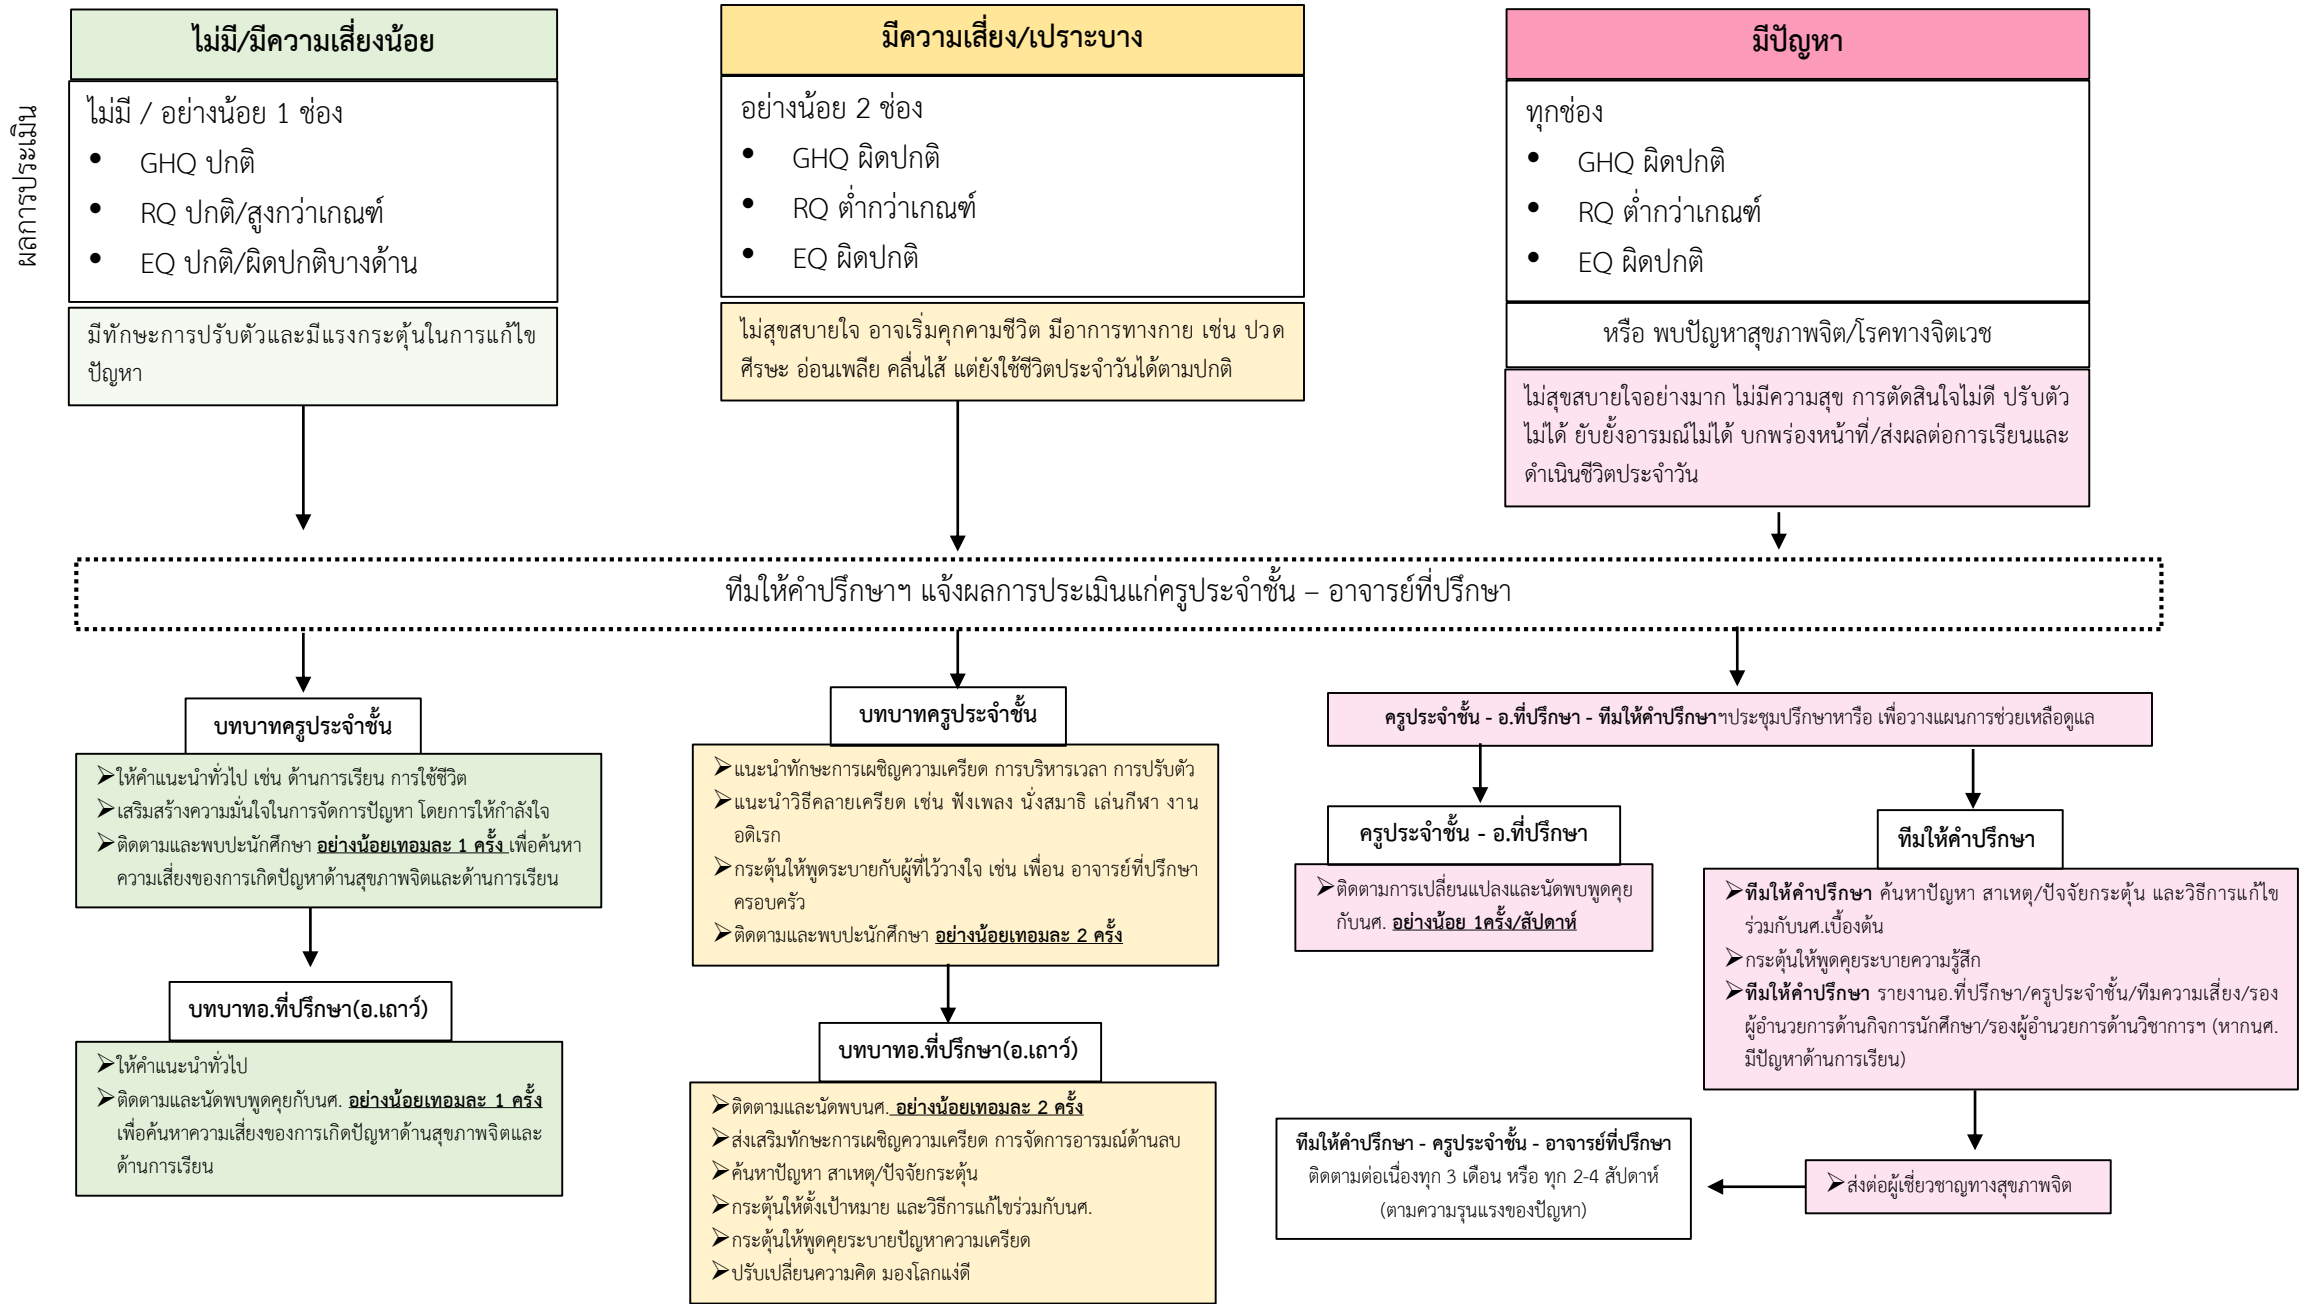 ผลการประเมิน
ไม่มี/มีความเสี่ยงน้อย
ไม่มี / อย่างน้อย 1 ช่อง
• GHQ ปกติ
• RQ ปกติ/สูงกว่าเกณฑ์
• EQ ปกติ/ผิดปกติบางด้าน
มีทักษะการปรับตัวและมีแรงกระตุ้นในการแก้ไข
ปัญหา
มีความเสี่ยง/เปราะบาง
อย่างน้อย 2 ช่อง
• GHQ ผิดปกติ
• RQ ต่ำกว่าเกณฑ์
• EQ ผิดปกติ
ไม่สุขสบายใจ อาจเริ่มคุกคามชีวิต มีอาการทางกาย เช่น ปวด
ศีรษะ อ่อนเพลีย คลื่นไส้ แต่ยังใช้ชีวิตประจำวันได้ตามปกติ
มีปัญหา
ทุกช่อง
• GHQ ผิดปกติ
• RQ ต่ำกว่าเกณฑ์
• EQ ผิดปกติ
หรือ พบปัญหาสุขภาพจิต/โรคทางจิตเวช
ไม่สุขสบายใจอย่างมาก ไม่มีความสุข การตัดสินใจไม่ดี ปรับตัว
ไม่ได้ ยับยั้งอารมณ์ไม่ได้ บกพร่องหน้าที่/ส่งผลต่อการเรียนและ
ดำเนินชีวิตประจำวัน
ทีมให้คำปรึกษาฯ แจ้งผลการประเมินแก่ครูประจำชั้น – อาจารย์ที่ปรึกษา
บทบาทครูประจำชั้น
➢ให้คำแนะนำทั่วไป เช่น ด้านการเรียน การใช้ชีวิต
➢เสริมสร้างความมั่นใจในการจัดการปัญหา โดยการให้กำลังใจ
➢ติดตามและพบปะนักศึกษา อย่างน้อยเทอมละ 1 ครั้ง เพื่อค้นหา
ความเสี่ยงของการเกิดปัญหาด้านสุขภาพจิตและด้านการเรียน
บทบาทอ.ที่ปรึกษา(อ.เถาว์)
➢ให้คำแนะนำทั่วไป
➢ติดตามและนัดพบพูดคุยกับนศ. อย่างน้อยเทอมละ 1 ครั้ง
เพื่อค้นหาความเสี่ยงของการเกิดปัญหาด้านสุขภาพจิตและ
ด้านการเรียน
บทบาทครูประจำชั้น
➢แนะนำทักษะการเผชิญความเครียด การบริหารเวลา การปรับตัว
➢แนะนำวิธีคลายเครียด เช่น ฟังเพลง นั่งสมาธิ เล่นกีฬา งาน
อดิเรก
➢กระตุ้นให้พูดระบายกับผู้ที่ไว้วางใจ เช่น เพื่อน อาจารย์ที่ปรึกษา
ครอบครัว
➢ติดตามและพบปะนักศึกษา อย่างน้อยเทอมละ 2 ครั้ง
บทบาทอ.ที่ปรึกษา(อ.เถาว์)
➢ติดตามและนัดพบนศ. อย่างน้อยเทอมละ 2 ครั้ง
➢ส่งเสริมทักษะการเผชิญความเครียด การจัดการอารมณ์ด้านลบ
➢ค้นหาปัญหา สาเหตุ/ปัจจัยกระตุ้น
➢กระตุ้นให้ตั้งเป้าหมาย และวิธีการแก้ไขร่วมกับนศ.
➢กระตุ้นให้พูดคุยระบายปัญหาความเครียด
➢ปรับเปลี่ยนความคิด มองโลกแง่ดี
ครูประจำชั้น - อ.ที่ปรึกษา - ทีมให้คำปรึกษาฯประชุมปรึกษาหารือ เพื่อวางแผนการช่วยเหลือดูแล
ครูประจำชั้น - อ.ที่ปรึกษา
➢ติดตามการเปลี่ยนแปลงและนัดพบพูดคุย
กับนศ. อย่างน้อย 1ครั้ง/สัปดาห์
ทีมให้คำปรึกษา
➢ทีมให้คำปรึกษา ค้นหาปัญหา สาเหตุ/ปัจจัยกระตุ้น และวิธีการแก้ไข
ร่วมกับนศ.เบื้องต้น
➢กระตุ้นให้พูดคุยระบายความรู้สึก
➢ทีมให้คำปรึกษา รายงานอ.ที่ปรึกษา/ครูประจำชั้น/ทีมความเสี่ยง/รอง
ผู้อำนวยการด้านกิจการนักศึกษา/รองผู้อำนวยการด้านวิชาการฯ (หากนศ.
มีปัญหาด้านการเรียน)
➢ส่งต่อผู้เชี่ยวชาญทางสุขภาพจิต
ทีมให้คำปรึกษา - ครูประจำชั้น - อาจารย์ที่ปรึกษา
ติดตามต่อเนื่องทุก 3 เดือน หรือ ทุก 2-4 สัปดาห์
(ตามความรุนแรงของปัญหา)